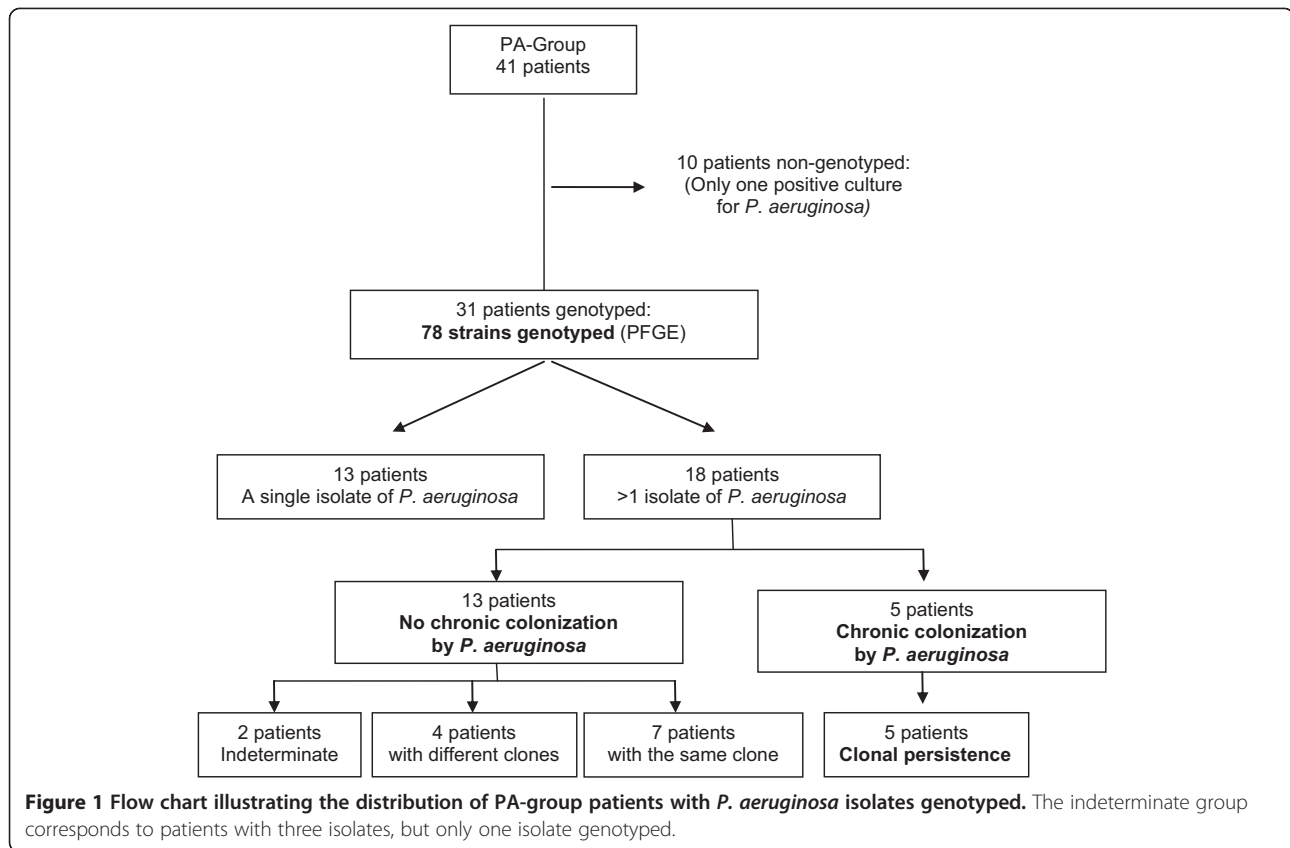 PA-Group
41 patients
10 patients non-genotyped:
(Only one positive culture
for P. aeruginosa)
31 patients genotyped:
78 strains genotyped (PFGE)
13 patients
A single isolate of P. aeruginosa
18 patients
>1 isolate of P. aeruginosa
13 patients
No chronic colonization
by P. aeruginosa
5 patients
Chronic colonization
by P. aeruginosa
2 patients
Indeterminate
4 patients
with different clones
7 patients
with the same clone
5 patients
Clonal persistence
Figure 1 Flow chart illustrating the distribution of PA-group patients with P. aeruginosa isolates genotyped. The indeterminate group
corresponds to patients with three isolates, but only one isolate genotyped.